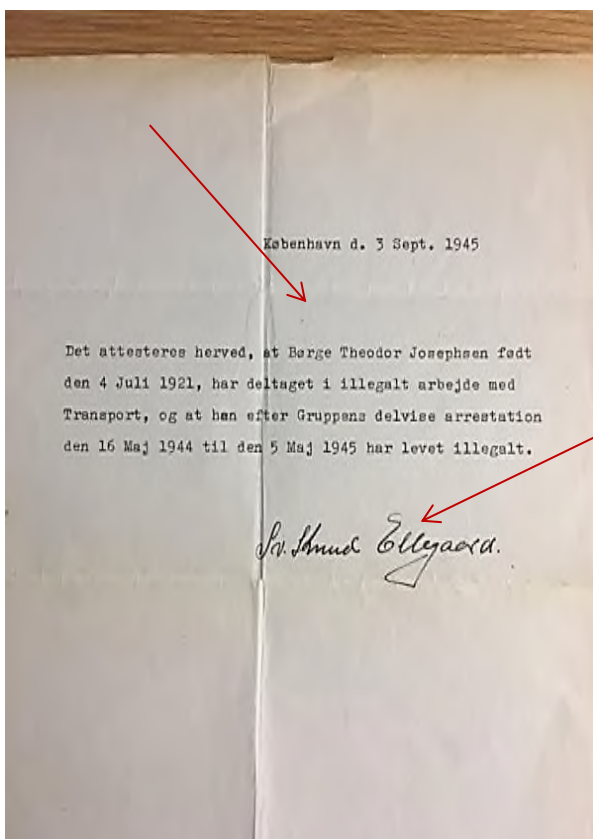 København d. 3 Sept. 1945
Det attesteres herved, at Børge Theodor Josephsen født
den 4 Juli 1921, har deltaget i illegalt arbejde med
Transport, og at han efter Gruppens delvise arrestation
den 16 Maj 1944 til den 5 Maj 1945 har levet illegalt.
Sv. Knud Ellegaard.